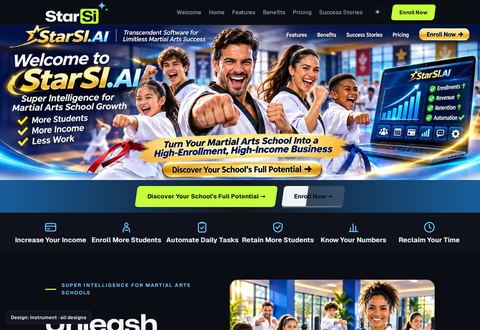 StarSi
Welcome Home Features Benefits Pricing Success Stories
Enroll Now
StarSI.AI
Transcendent Software for
Limitless Martial Arts Success
Features Benefits Success Stories Pricing Enroll Now →
Welcome to
StarSI.AI
Super Intelligence for
Martial Arts School Growth
✓ More Students
✓ More Income
✓ Less Work
StarSI.AI
Enrollments ↑
Revenue ↑
Retention ↑
Automation ✓
Turn Your Martial Arts School Into a
High-Enrollment, High-Income Business
Discover Your School's Full Potential →
Discover Your School's Full Potential →
Enroll Now →
Increase Your Income
Enroll More Students
Automate Daily Tasks
Retain More Students
Know Your Numbers
Reclaim Your Time
SUPER INTELLIGENCE FOR MARTIAL ARTS
SCHOOLS
Unleash
Design: Instrument · all designs